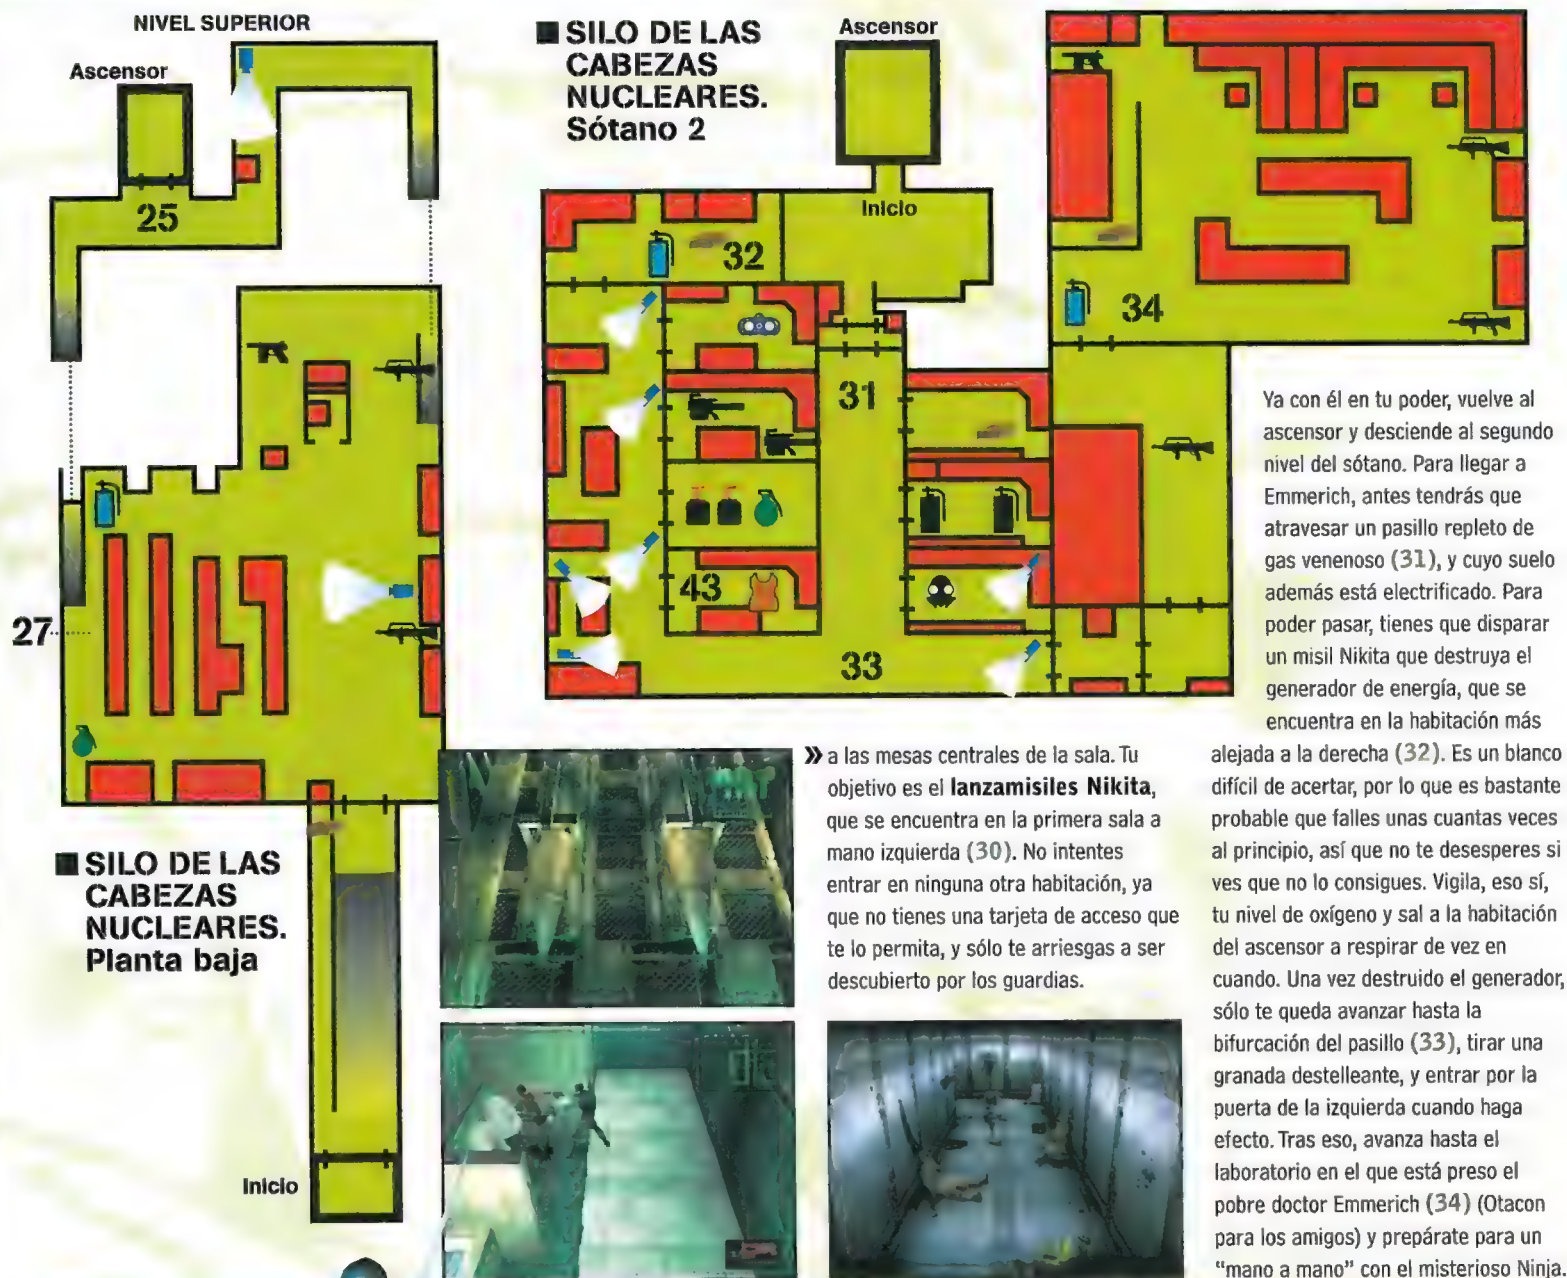 NIVEL SUPERIOR
Ascensor
25
27
■ SILO DE LAS
CABEZAS
NUCLEARES.
Planta baja
Inicio
■ SILO DE LAS
CABEZAS
NUCLEARES.
Sótano 2
Ascensor
Inicio
32
31
34
43
33
» a las mesas centrales de la sala. Tu
objetivo es el lanzamisiles Nikita,
que se encuentra en la primera sala a
mano izquierda (30). No intentes
entrar en ninguna otra habitación, ya
que no tienes una tarjeta de acceso que
te lo permita, y sólo te arriesgas a ser
descubierto por los guardias.
Ya con él en tu poder, vuelve al
ascensor y desciende al segundo
nivel del sótano. Para llegar a
Emmerich, antes tendrás que
atravesar un pasillo repleto de
gas venenoso (31), y cuyo suelo
además está electrificado. Para
poder pasar, tienes que disparar
un misil Nikita que destruya el
generador de energía, que se
encuentra en la habitación más
alejada a la derecha (32). Es un blanco
difícil de acertar, por lo que es bastante
probable que falles unas cuantas veces
al principio, así que no te desesperes si
ves que no lo consigues. Vigila, eso sí,
tu nivel de oxígeno y sal a la habitación
del ascensor a respirar de vez en
cuando. Una vez destruido el generador,
sólo te queda avanzar hasta la
bifurcación del pasillo (33), tirar una
granada destelleante, y entrar por la
puerta de la izquierda cuando haga
efecto. Tras eso, avanza hasta el
laboratorio en el que está preso el
pobre doctor Emmerich (34) (Otacon
para los amigos) y prepárate para un
"mano a mano" con el misterioso Ninja.